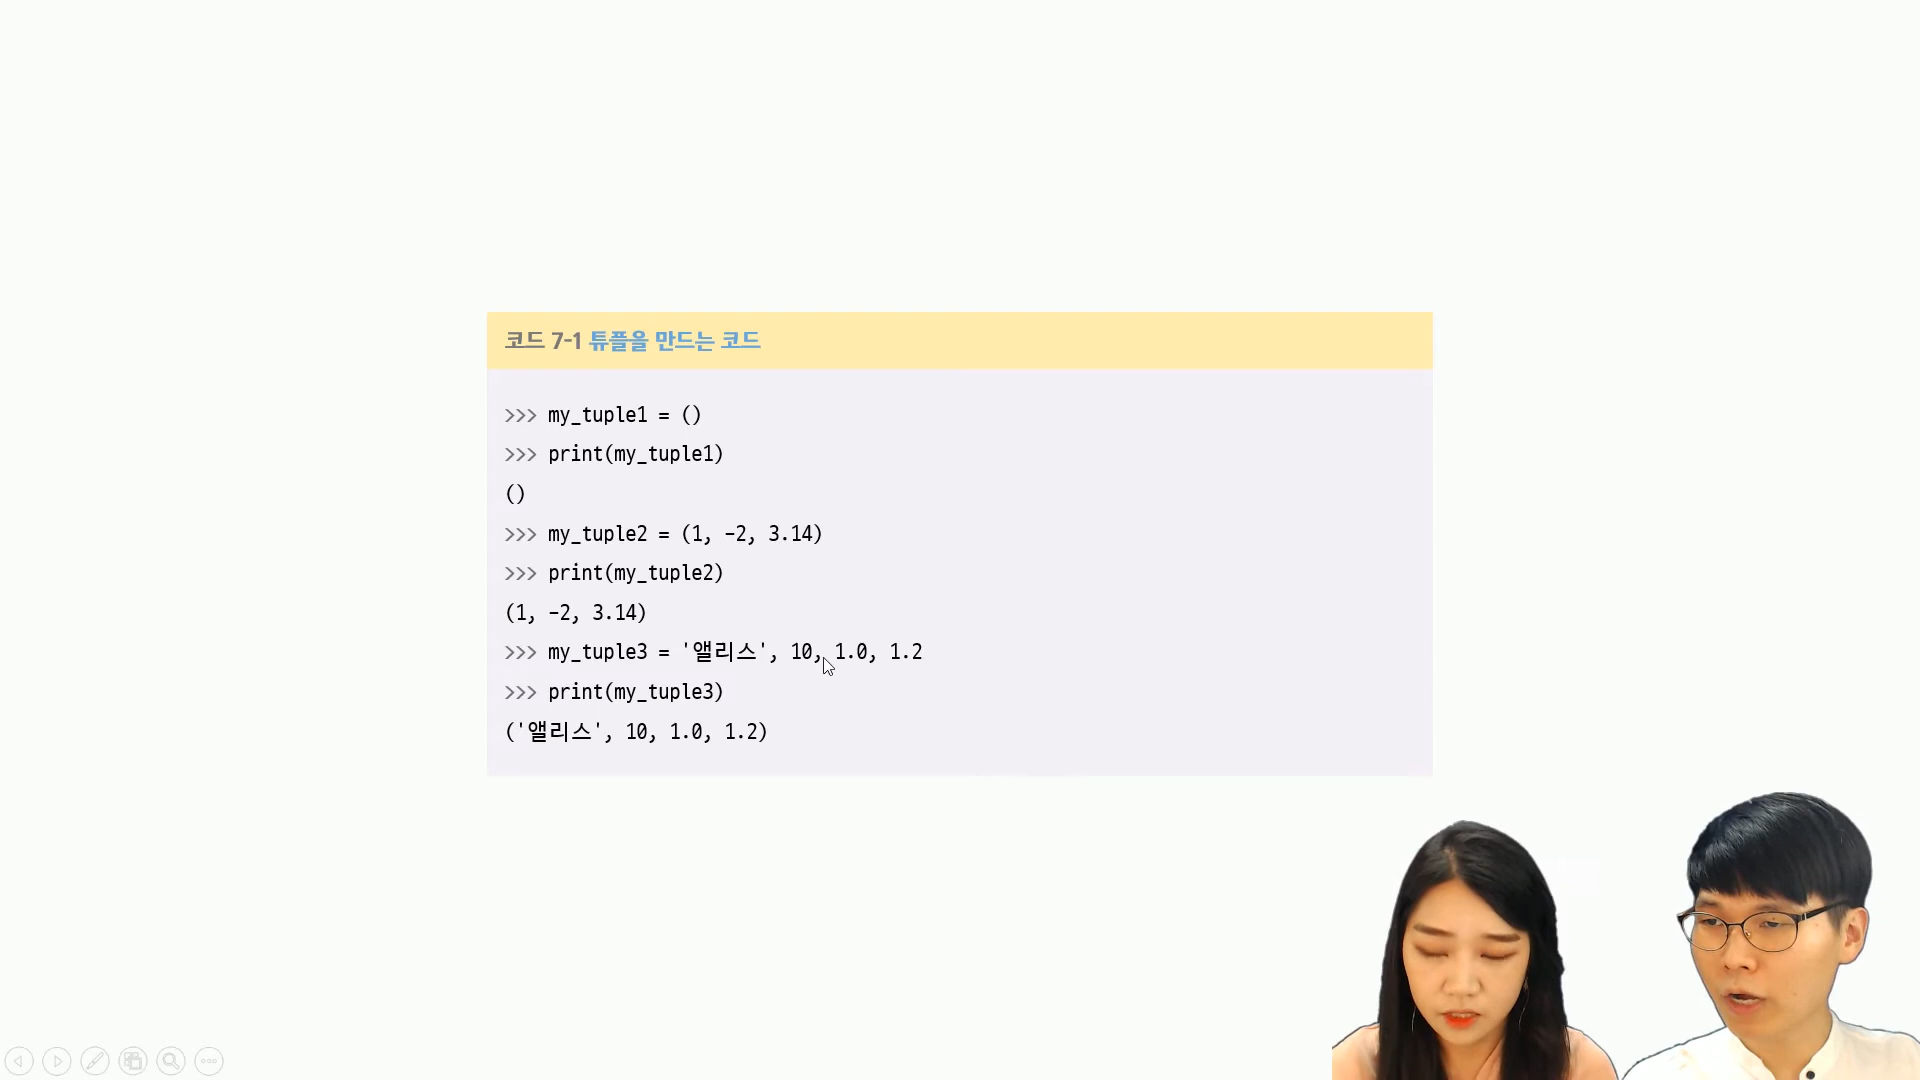 코드 7-1 튜플을 만드는 코드
>>> my_tuple1 = ()
>>> print(my_tuple1)
()
>>> my_tuple2 = (1, -2, 3.14)
>>> print(my_tuple2)
(1, -2, 3.14)
>>> my_tuple3 = '앨리스', 10, 1.0, 1.2
>>> print(my_tuple3)
('앨리스', 10, 1.0, 1.2)